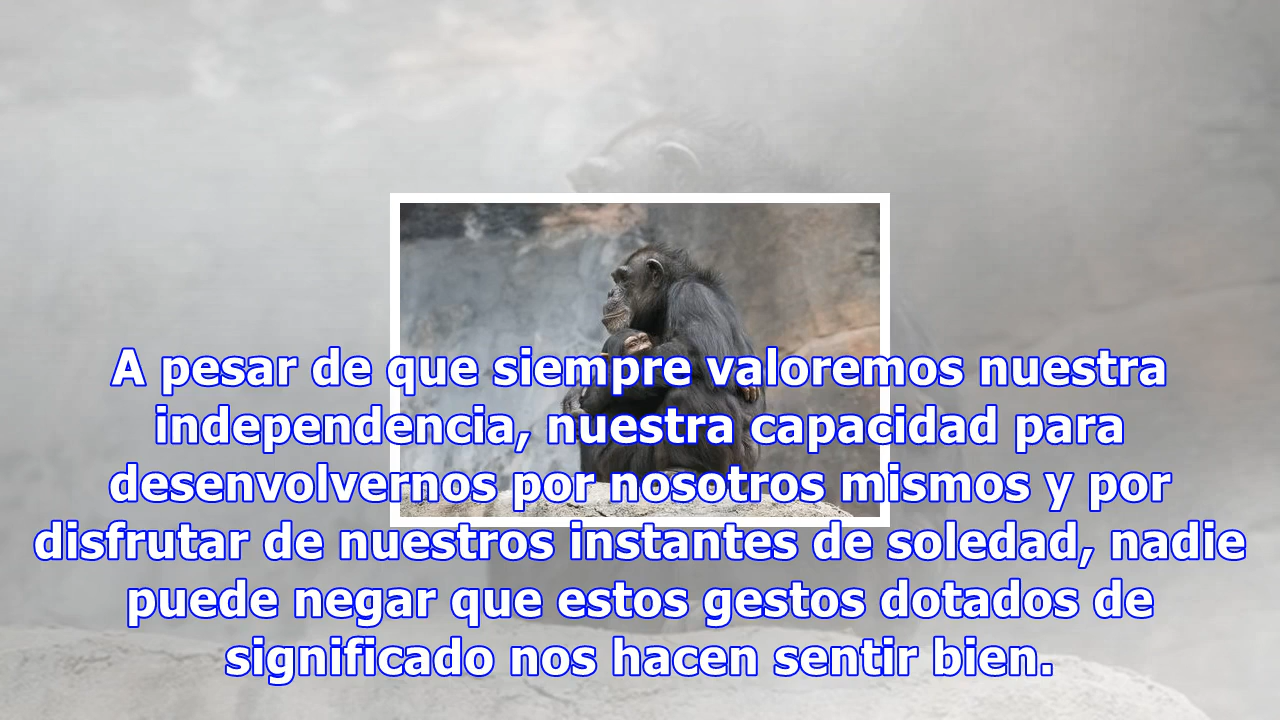 A pesar de que siempre valoremos nuestra
independencia, nuestra capacidad para
desenvolvernos por nosotros mismos y por
disfrutar de nuestros instantes de soledad, nadie
puede negar que estos gestos dotados de
significado nos hacen sentir bien.